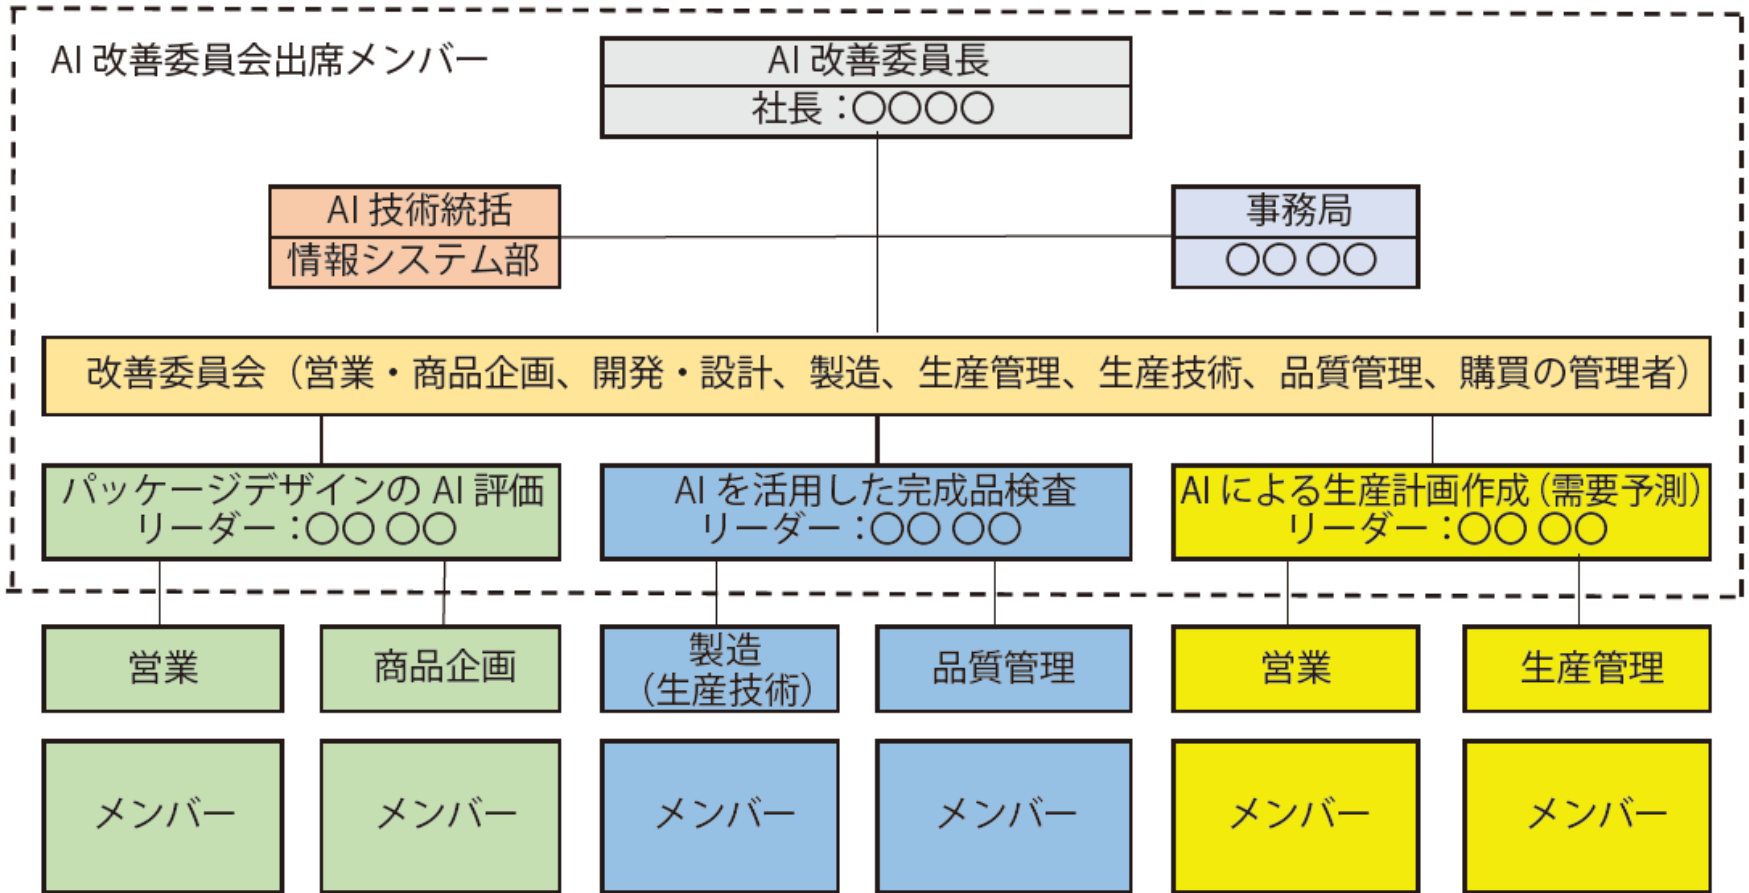 AI 改善委員会出席メンバー
AI 改善委員長
社長:〇〇〇〇
AI 技術統括
情報システム部
事務局
〇〇 〇〇
改善委員会（営業・商品企画、開発・設計、製造、生産管理、生産技術、品質管理、購買の管理者）
パッケージデザインの AI 評価
リーダー:〇〇 〇〇
AI を活用した完成品検査
リーダー:〇〇 〇〇
AI による生産計画作成（需要予測）
リーダー:〇〇 〇〇
営業
商品企画
製造
（生産技術）
品質管理
営業
生産管理
メンバー
メンバー
メンバー
メンバー
メンバー
メンバー